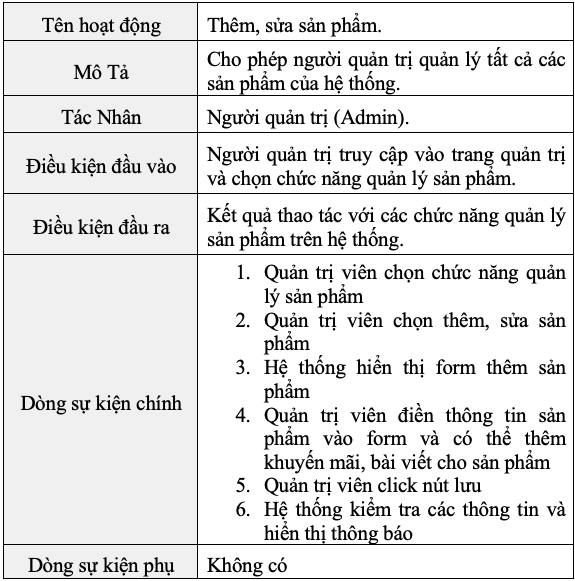 Tên hoạt động
Thêm, sửa sản phẩm.
Mô Tả
Cho phép người quản trị quản lý tất cả các
sản phẩm của hệ thống.
Tác Nhân
Người quản trị (Admin).
Điều kiện đầu vào
Người quản trị truy cập vào trang quản trị
và chọn chức năng quản lý sản phẩm.
Điều kiện đầu ra
Kết quả thao tác với các chức năng quản lý
sản phẩm trên hệ thống.
Dòng sự kiện chính
1. Quản trị viên chọn chức năng quản
lý sản phẩm
2. Quản trị viên chọn thêm, sửa sản
phẩm
3. Hệ thống hiển thị form thêm sản
phẩm
4. Quản trị viên điền thông tin sản
phẩm vào form và có thể thêm
khuyến mãi, bài viết cho sản phẩm
5. Quản trị viên click nút lưu
6. Hệ thống kiểm tra các thông tin và
hiển thị thông báo
Dòng sự kiện phụ
Không có